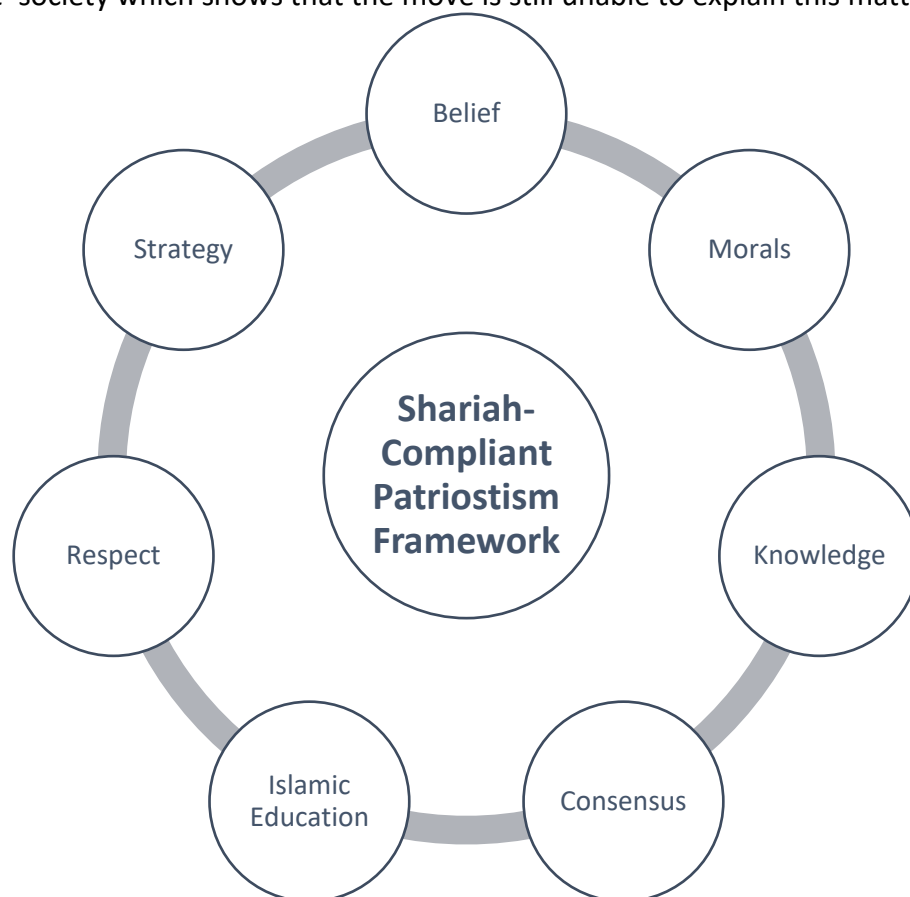 society which shows that the move is still unable to explain this matt
Belief
Morals
Knowledge
Consensus
Islamic
Education
Respect
Strategy
Shariah-
Compliant
Patriostism
Framework